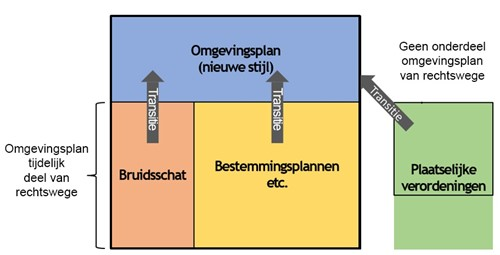 Omgevingsplan
(nieuwe stijl)
Geen onderdeel
omgevingsplan
van rechtswege
Transitie
Transitie
Transitie
Omgevingsplan
tijdelijk
deel van
rechtswege
Bruidsschat
Bestemmingsplannen
etc.
Plaatselijke
verordeningen